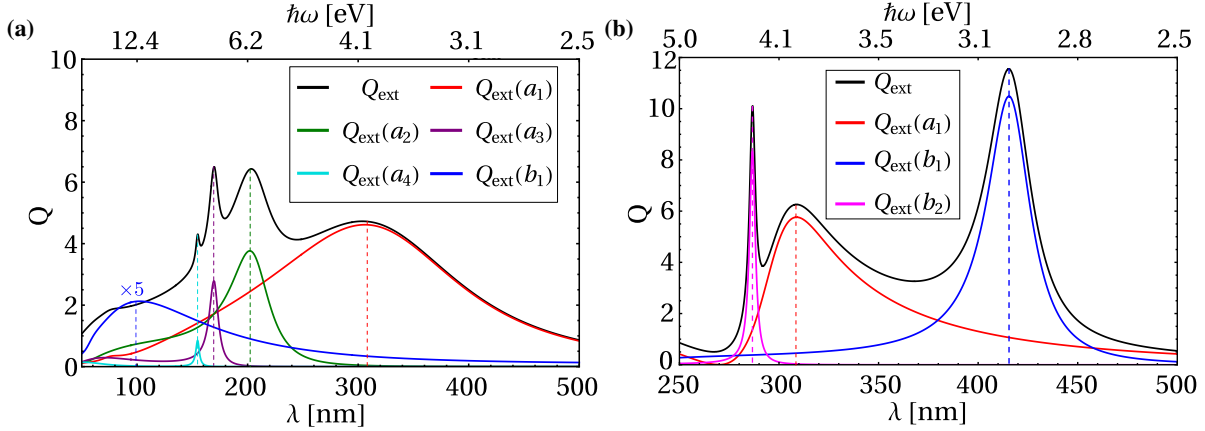 (a)
ħω [eV]
12.4 6.2 4.1 3.1 2.5
10
8
6
4
2
0
Q
Q_ext Q_ext(a_1)
Q_ext(a_2) Q_ext(a_3)
Q_ext(a_4) Q_ext(b_1)
×5
100 200 300 400 500
λ [nm]
(b)
ħω [eV]
5.0 4.1 3.5 3.1 2.8 2.5
12
10
8
6
4
2
0
Q
Q_ext
Q_ext(a_1)
Q_ext(b_1)
Q_ext(b_2)
250 300 350 400 450 500
λ [nm]